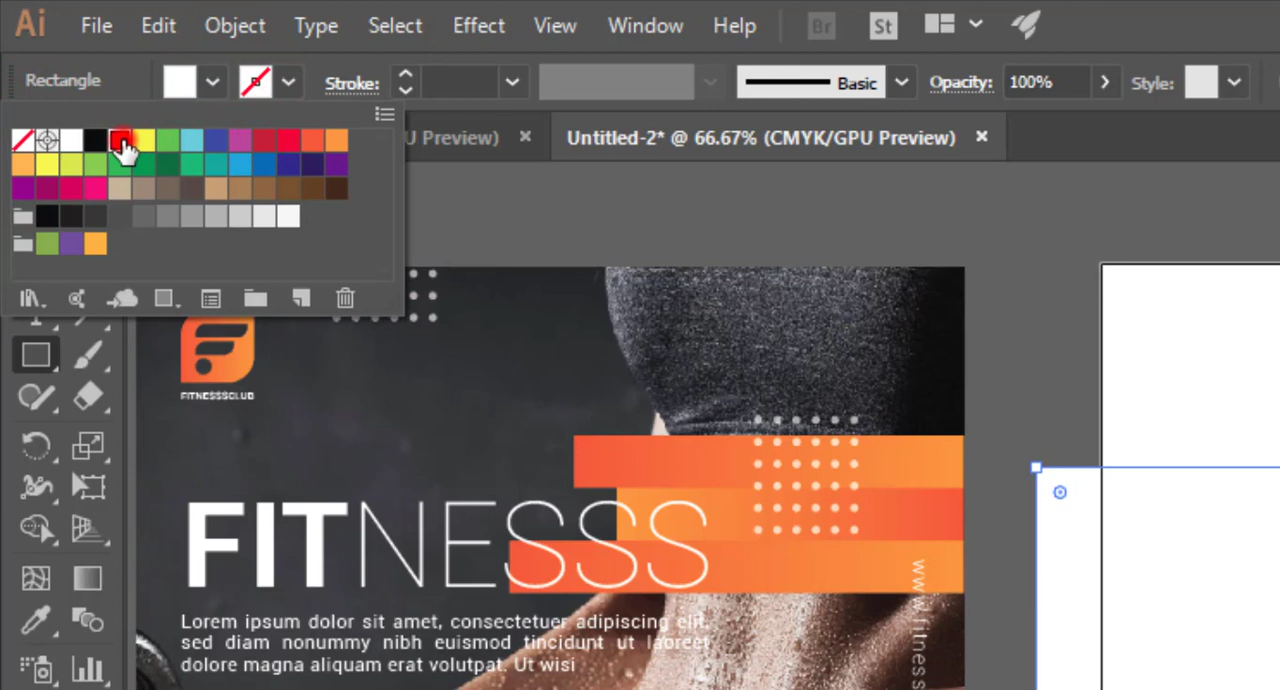 Ai File Edit Object Type Select Effect View Window Help Br St
Rectangle Stroke: Basic Opacity: 100% Style:
U Preview) × Untitled-2* @ 66.67% (CMYK/GPU Preview) ×
FITNESSSCLUB
FITNESSS
Lorem ipsum dolor sit amet, consectetuer adipiscing elit,
sed diam nonummy nibh euismod tincidunt ut laoreet
dolore magna aliquam erat volutpat. Ut wisi
www.fitness